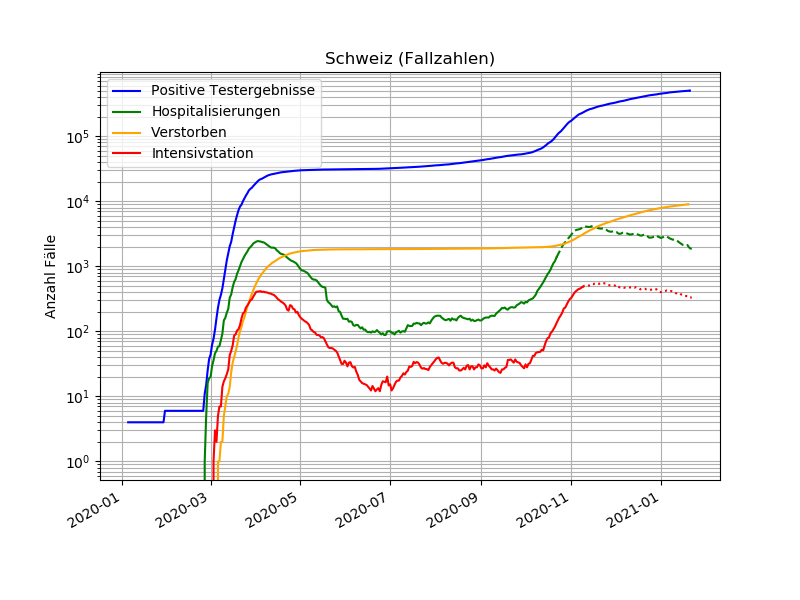 Schweiz (Fallzahlen)
Positive Testergebnisse
Hospitalisierungen
Verstorben
Intensivstation
Anzahl Fälle
10⁵
10⁴
10³
10²
10¹
10⁰
2020-01
2020-03
2020-05
2020-07
2020-09
2020-11
2021-01